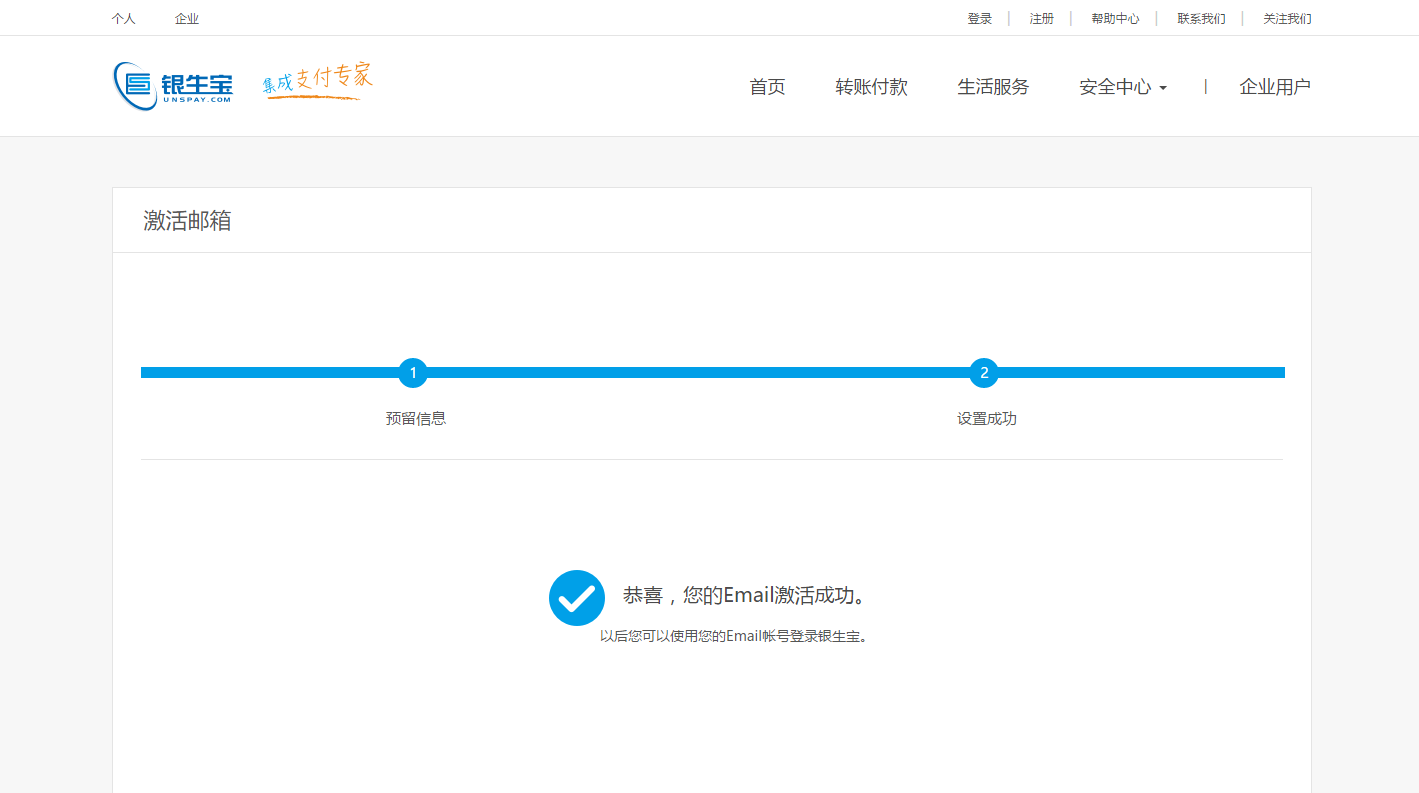 个人 企业 登录 | 注册 | 帮助中心 | 联系我们 | 关注我们
银生宝
UNSPAY.COM
集成支付专家
首页 转账付款 生活服务 安全中心 | 企业用户
激活邮箱
1 2
预留信息 设置成功
恭喜，您的Email激活成功。
以后您可以使用您的Email帐号登录银生宝。